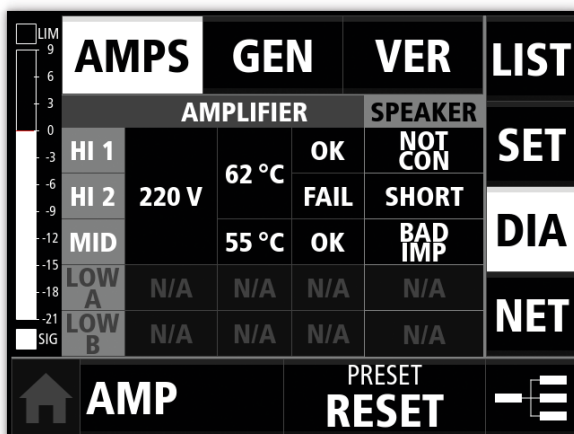 LIM
AMPS GEN VER LIST
9
6
3
0
-3
-6
-9
-12
-15
-18
-21
SIG
AMPLIFIER SPEAKER
HI 1 220 V 62 °C OK NOT CON
HI 2 FAIL SHORT
MID 55 °C OK BAD IMP
LOW A N/A N/A N/A N/A
LOW B N/A N/A N/A N/A
SET
DIA
NET
AMP
PRESET
RESET